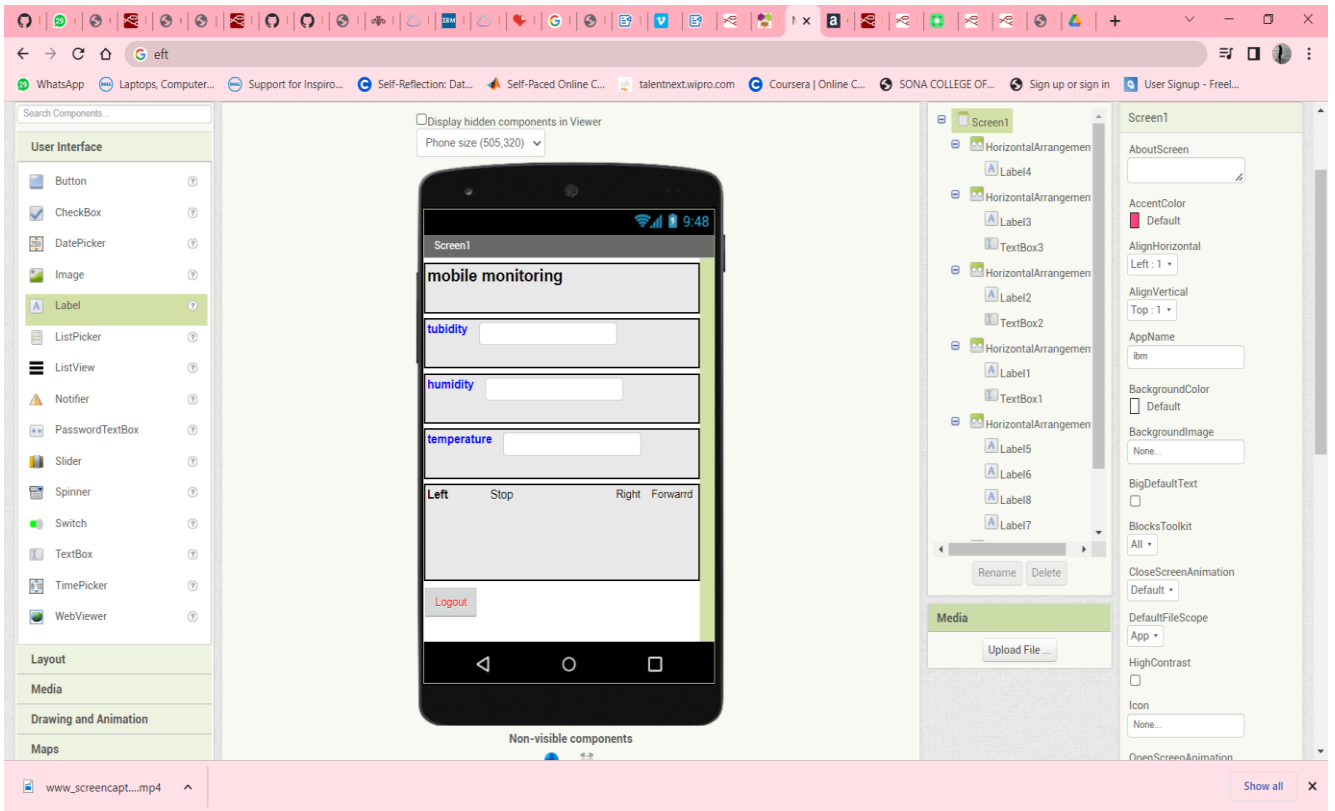 eft
WhatsApp
Laptops, Computer...
Support for Inspiro...
Self-Reflection: Dat...
Self-Paced Online C...
talentnext.wipro.com
Coursera | Online C...
SONA COLLEGE OF...
Sign up or sign in
User Signup - Freel...
Search Components...
User Interface
Button
CheckBox
DatePicker
Image
Label
ListPicker
ListView
Notifier
PasswordTextBox
Slider
Spinner
Switch
TextBox
TimePicker
WebViewer
Layout
Media
Drawing and Animation
Maps
Display hidden components in Viewer
Phone size (505,320)
9:48
Screen1
mobile monitoring
tubidity
humidity
temperature
Left Stop Right Forwarrd
Logout
Non-visible components
Screen1
HorizontalArrangemen
Label4
HorizontalArrangemen
Label3
TextBox3
HorizontalArrangemen
Label2
TextBox2
HorizontalArrangemen
Label1
TextBox1
HorizontalArrangemen
Label5
Label6
Label8
Label7
Rename Delete
Media
Upload File ...
Screen1
AboutScreen
AccentColor
Default
AlignHorizontal
Left : 1
AlignVertical
Top : 1
AppName
ibm
BackgroundColor
Default
BackgroundImage
None...
BigDefaultText
BlocksToolkit
All
CloseScreenAnimation
Default
DefaultFileScope
App
HighContrast
Icon
None...
OpenScreenAnimation
www_screencapt....mp4
Show all